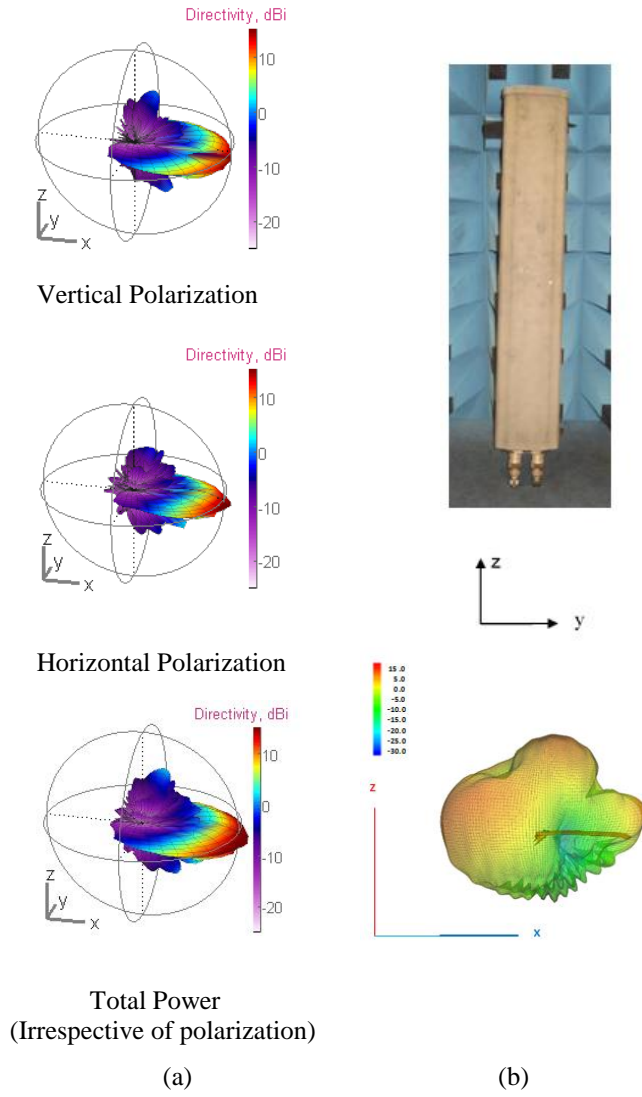 Directivity, dBi
10
0
-10
-20
z
y
x
Vertical Polarization
Directivity, dBi
10
0
-10
-20
z
y
x
Horizontal Polarization
Directivity, dBi
10
0
-10
-20
z
y
x
Total Power
(Irrespective of polarization)
(a)
z
y
15.0
5.0
0.0
-5.0
-10.0
-15.0
-20.0
-25.0
-30.0
z
x
(b)